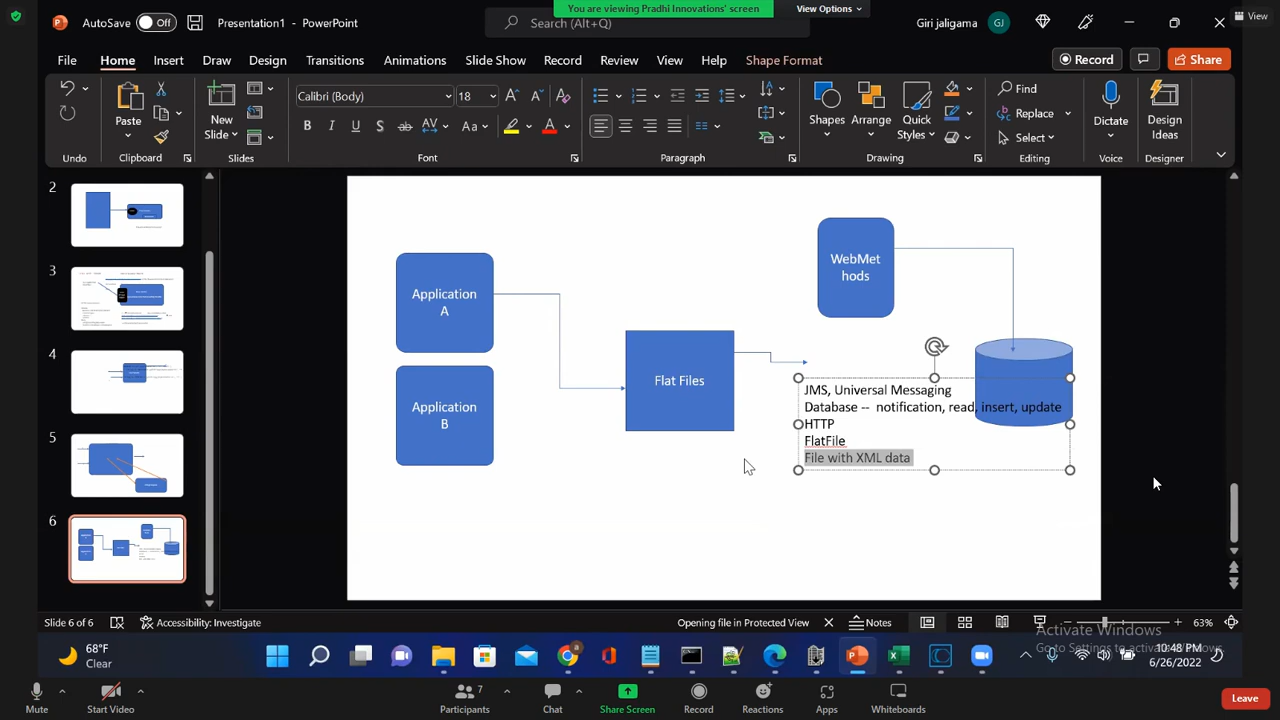 You are viewing Pradhi Innovations' screen
View Options
View
AutoSave
Off
Presentation1 - PowerPoint
Search (Alt+Q)
Giri jaligama
GJ
File
Home
Insert
Draw
Design
Transitions
Animations
Slide Show
Record
Review
View
Help
Shape Format
Record
Share
Paste
New
Slide
Calibri (Body)
18
Shapes
Arrange
Quick
Styles
Find
Replace
Select
Dictate
Design
Ideas
Undo
Clipboard
Slides
Font
Paragraph
Drawing
Editing
Voice
Designer
2
3
4
5
6
Application
A
Application
B
Flat Files
WebMet
hods
JMS, Universal Messaging
Database -- notification, read, insert, update
HTTP
FlatFile
File with XML data
Slide 6 of 6
Accessibility: Investigate
Opening file in Protected View
Notes
63%
Activate Windows
68°F
Clear
10:48 PM
6/26/2022
Mute
Start Video
7
Participants
Chat
Share Screen
Record
Reactions
Apps
Whiteboards
Leave